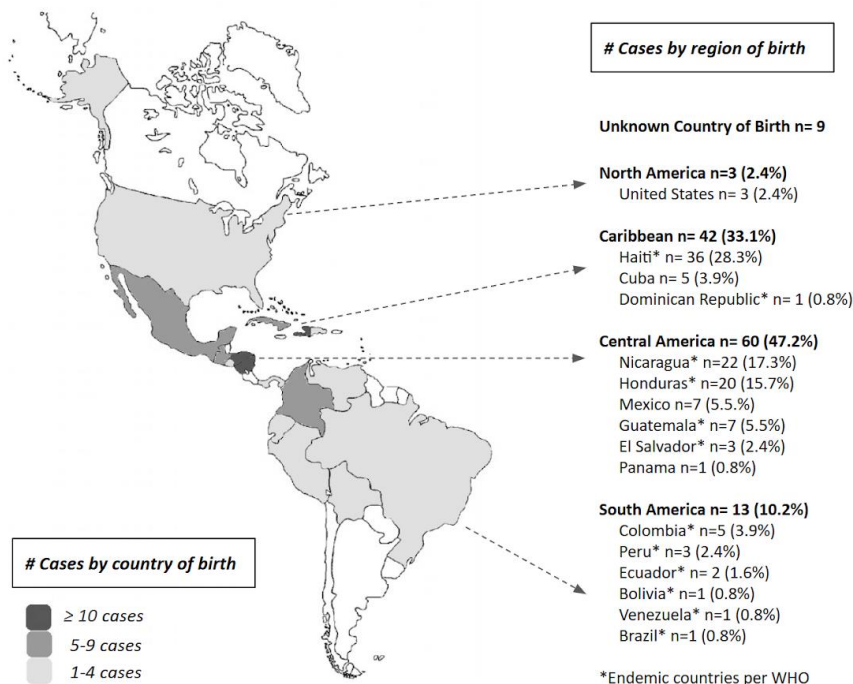 # Cases by region of birth
Unknown Country of Birth n= 9
North America n=3 (2.4%)
United States n= 3 (2.4%)
Caribbean n= 42 (33.1%)
Haiti* n= 36 (28.3%)
Cuba n= 5 (3.9%)
Dominican Republic* n= 1 (0.8%)
Central America n= 60 (47.2%)
Nicaragua* n=22 (17.3%)
Honduras* n=20 (15.7%)
Mexico n=7 (5.5.%)
Guatemala* n=7 (5.5%)
El Salvador* n=3 (2.4%)
Panama n=1 (0.8%)
South America n= 13 (10.2%)
Colombia* n=5 (3.9%)
Peru* n=3 (2.4%)
Ecuador* n= 2 (1.6%)
Bolivia* n=1 (0.8%)
Venezuela* n=1 (0.8%)
Brazil* n=1 (0.8%)
*Endemic countries per WHO
# Cases by country of birth
≥ 10 cases
5-9 cases
1-4 cases